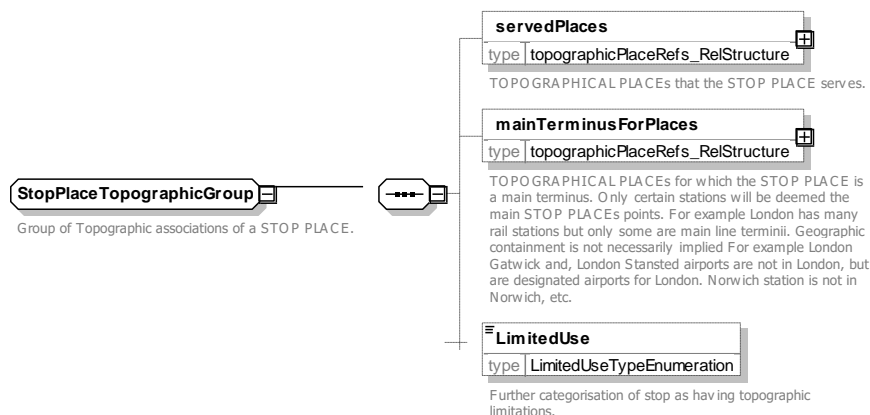 StopPlaceTopographicGroup
Group of Topographic associations of a STOP PLACE.
servedPlaces
type topographicPlaceRefs_RelStructure
TOPOGRAPHICAL PLACEs that the STOP PLACE serves.
mainTerminusForPlaces
type topographicPlaceRefs_RelStructure
TOPOGRAPHICAL PLACEs for which the STOP PLACE is
a main terminus. Only certain stations will be deemed the
main STOP PLACEs points. For example London has many
rail stations but only some are main line terminii. Geographic
containment is not necessarily implied For example London
Gatwick and, London Stansted airports are not in London, but
are designated airports for London. Norwich station is not in
Norwich, etc.
LimitedUse
type LimitedUseTypeEnumeration
Further categorisation of stop as having topographic
limitations.